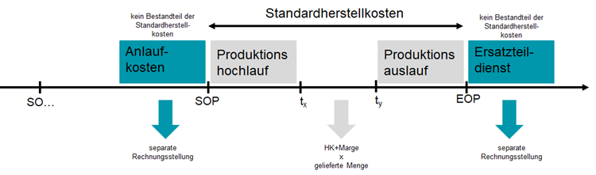 Standardherstellkosten
kein Bestandteil der
Standardherstell-
kosten
kein Bestandteil der
Standardherstell-
kosten
Anlauf-
kosten
Produktions
hochlauf
Produktions
auslauf
Ersatzteil-
dienst
SO…
SOP
tx
ty
EOP
separate
Rechnungsstellung
HK+Marge
x
gelieferte Menge
separate
Rechnungsstellung